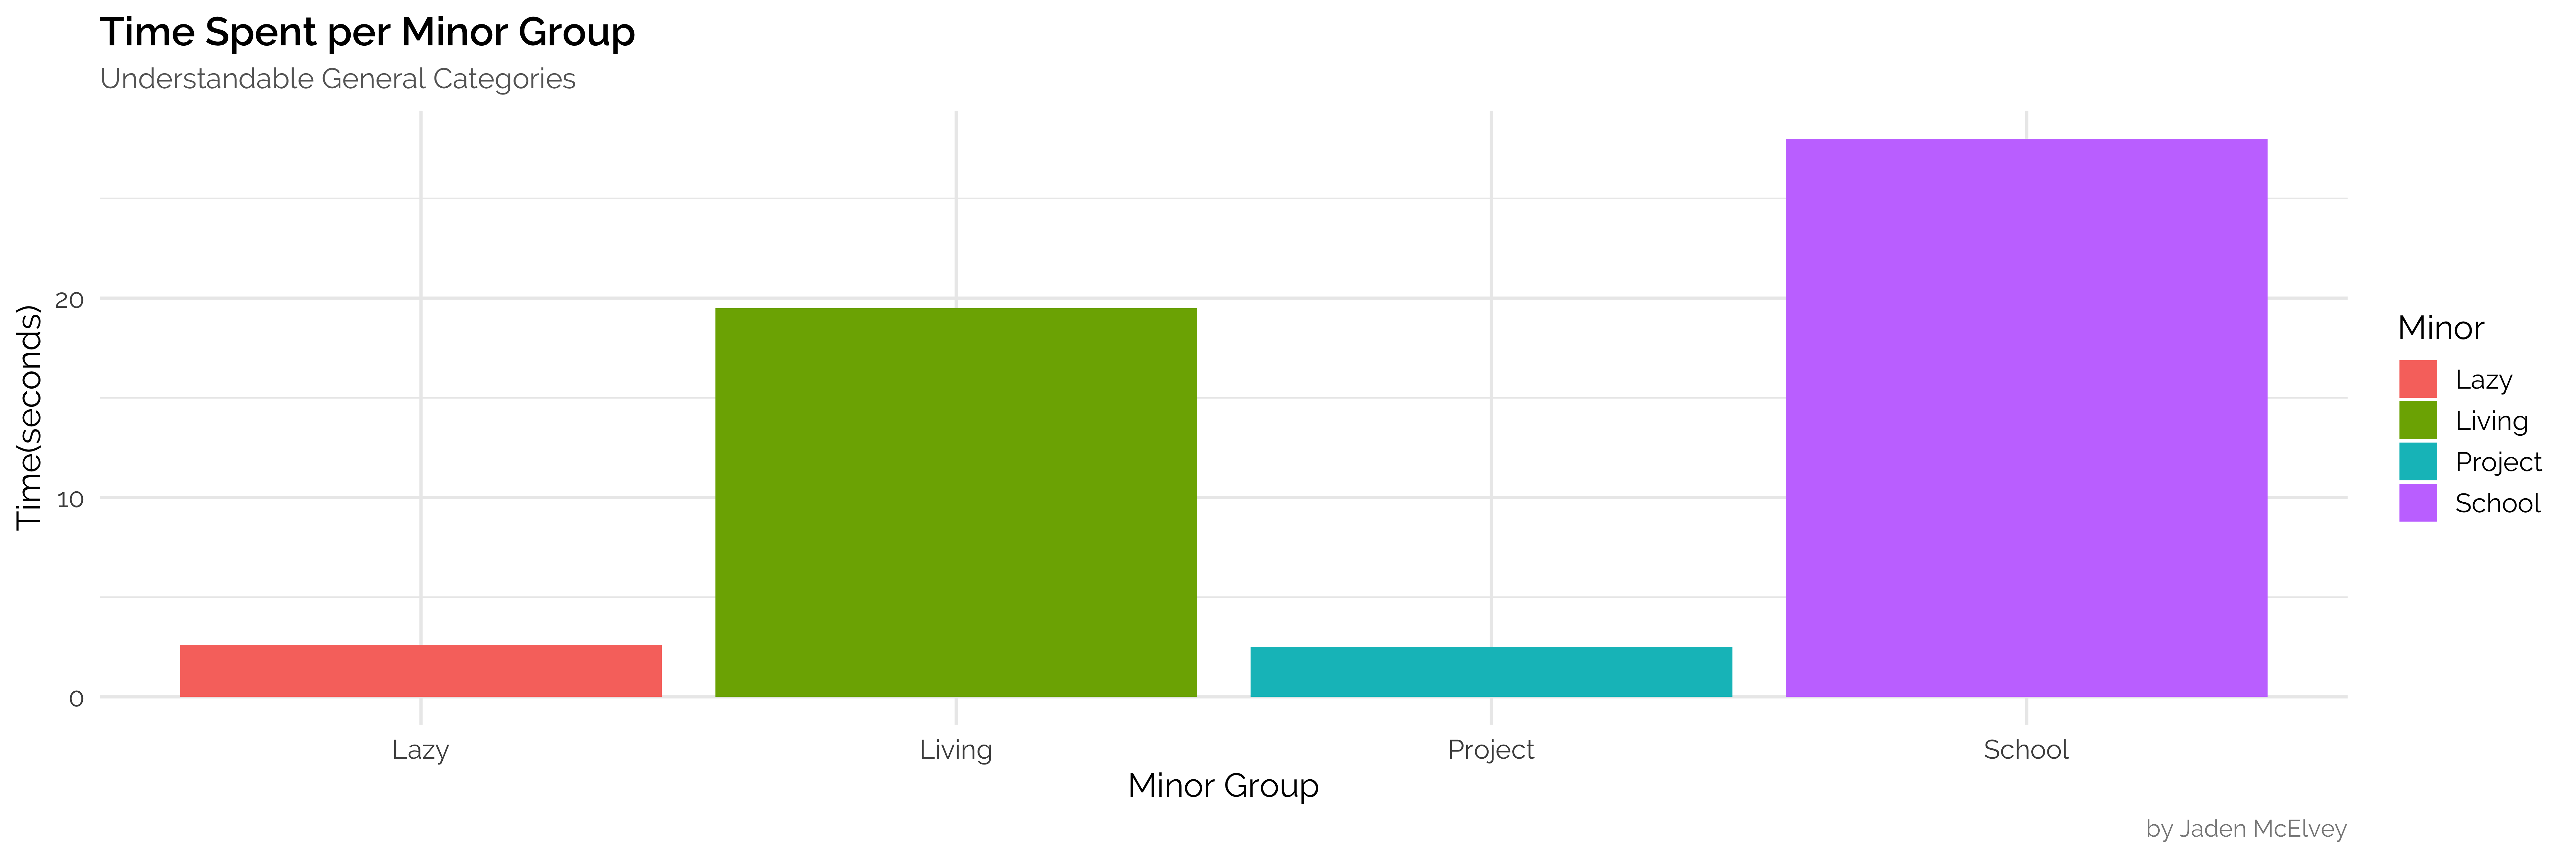 Time Spent per Minor Group
Understandable General Categories
Time(seconds)
20
10
0
Lazy
Living
Project
School
Minor Group
Minor
Lazy
Living
Project
School
by Jaden McElvey